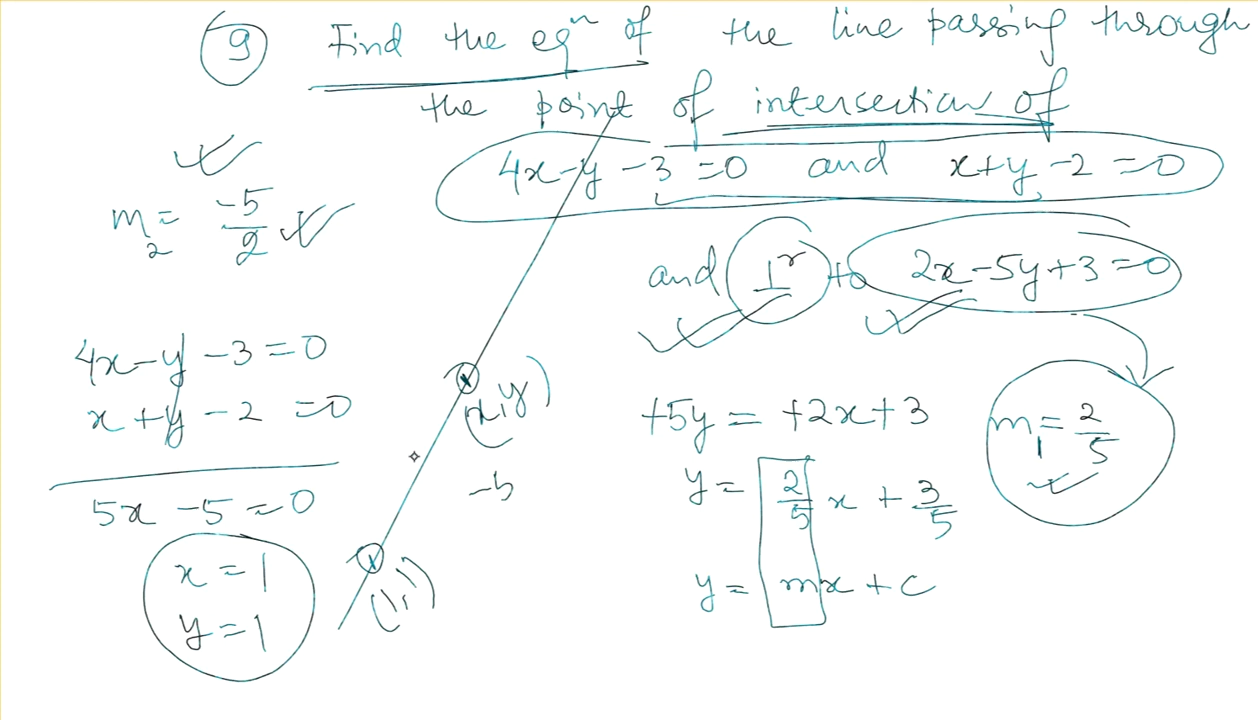 9 Find the eqn of the line passing through
the point of intersection of
4x-y-3=0 and x+y-2=0
and ⊥r to 2x-5y+3=0
m2 = -5/2
4x-y-3=0
x+y-2=0
5x-5=0
x=1
y=1
(x,y)
(1,1)
+5y = +2x+3
y = 2/5 x + 3/5
y = mx + c
m1 = 2/5